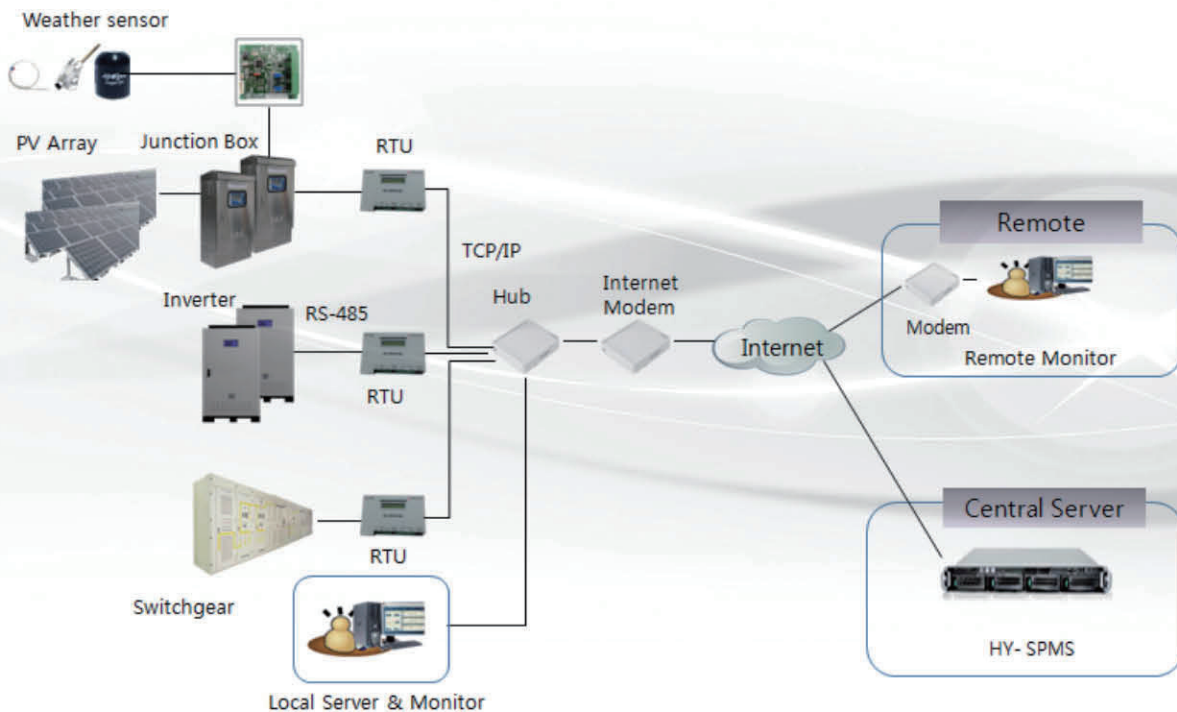 Weather sensor
PV Array
Junction Box
RTU
TCP/IP
Hub
Internet
Modem
Inverter
RS-485
RTU
Internet
Remote
Modem
Remote Monitor
Switchgear
RTU
Local Server & Monitor
Central Server
HY- SPMS